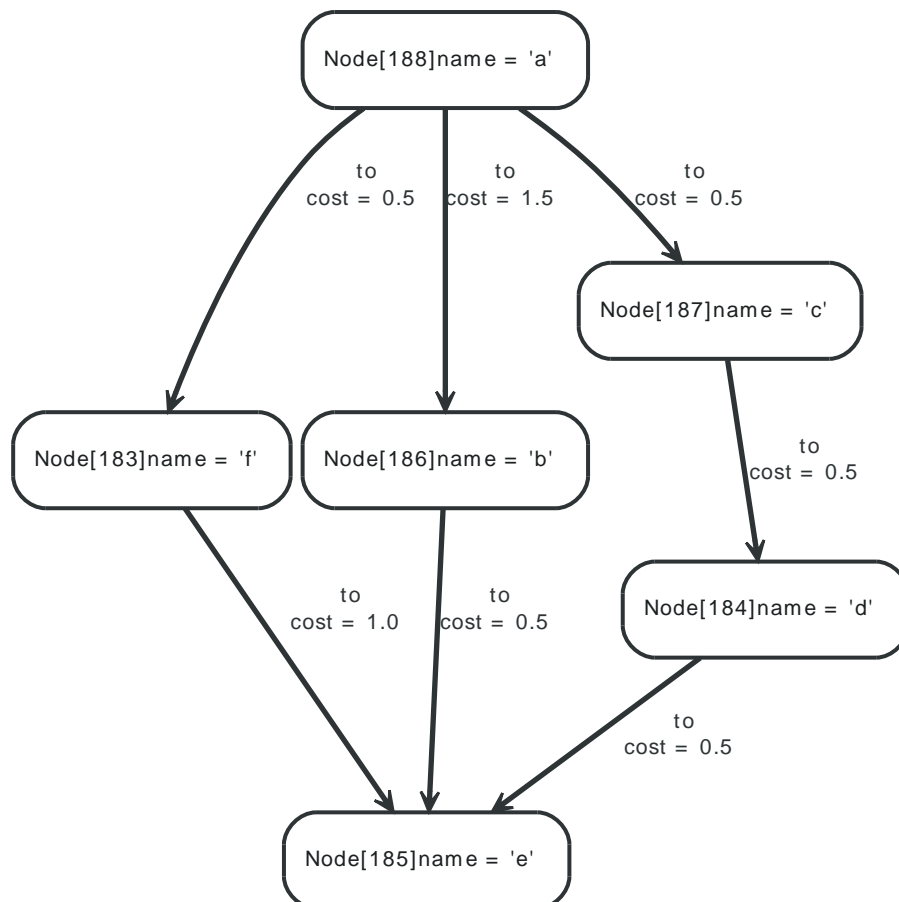 Node[188]name = 'a'
to
cost = 0.5
to
cost = 1.5
to
cost = 0.5
Node[187]name = 'c'
Node[183]name = 'f'
Node[186]name = 'b'
to
cost = 0.5
to
cost = 1.0
to
cost = 0.5
Node[184]name = 'd'
to
cost = 0.5
Node[185]name = 'e'